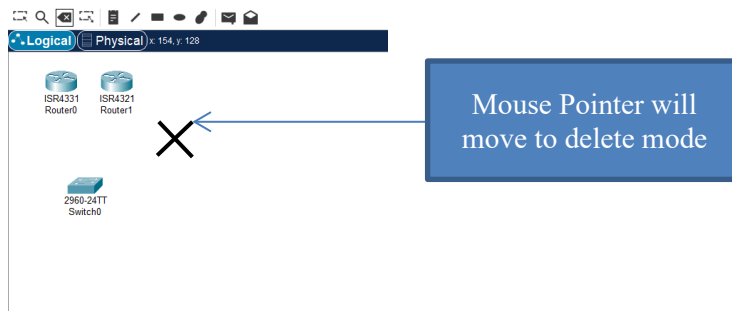 Logical Physical x: 154, y: 128
ISR4331 ISR4321
Router0 Router1
Mouse Pointer will
move to delete mode
2960-24TT
Switch0